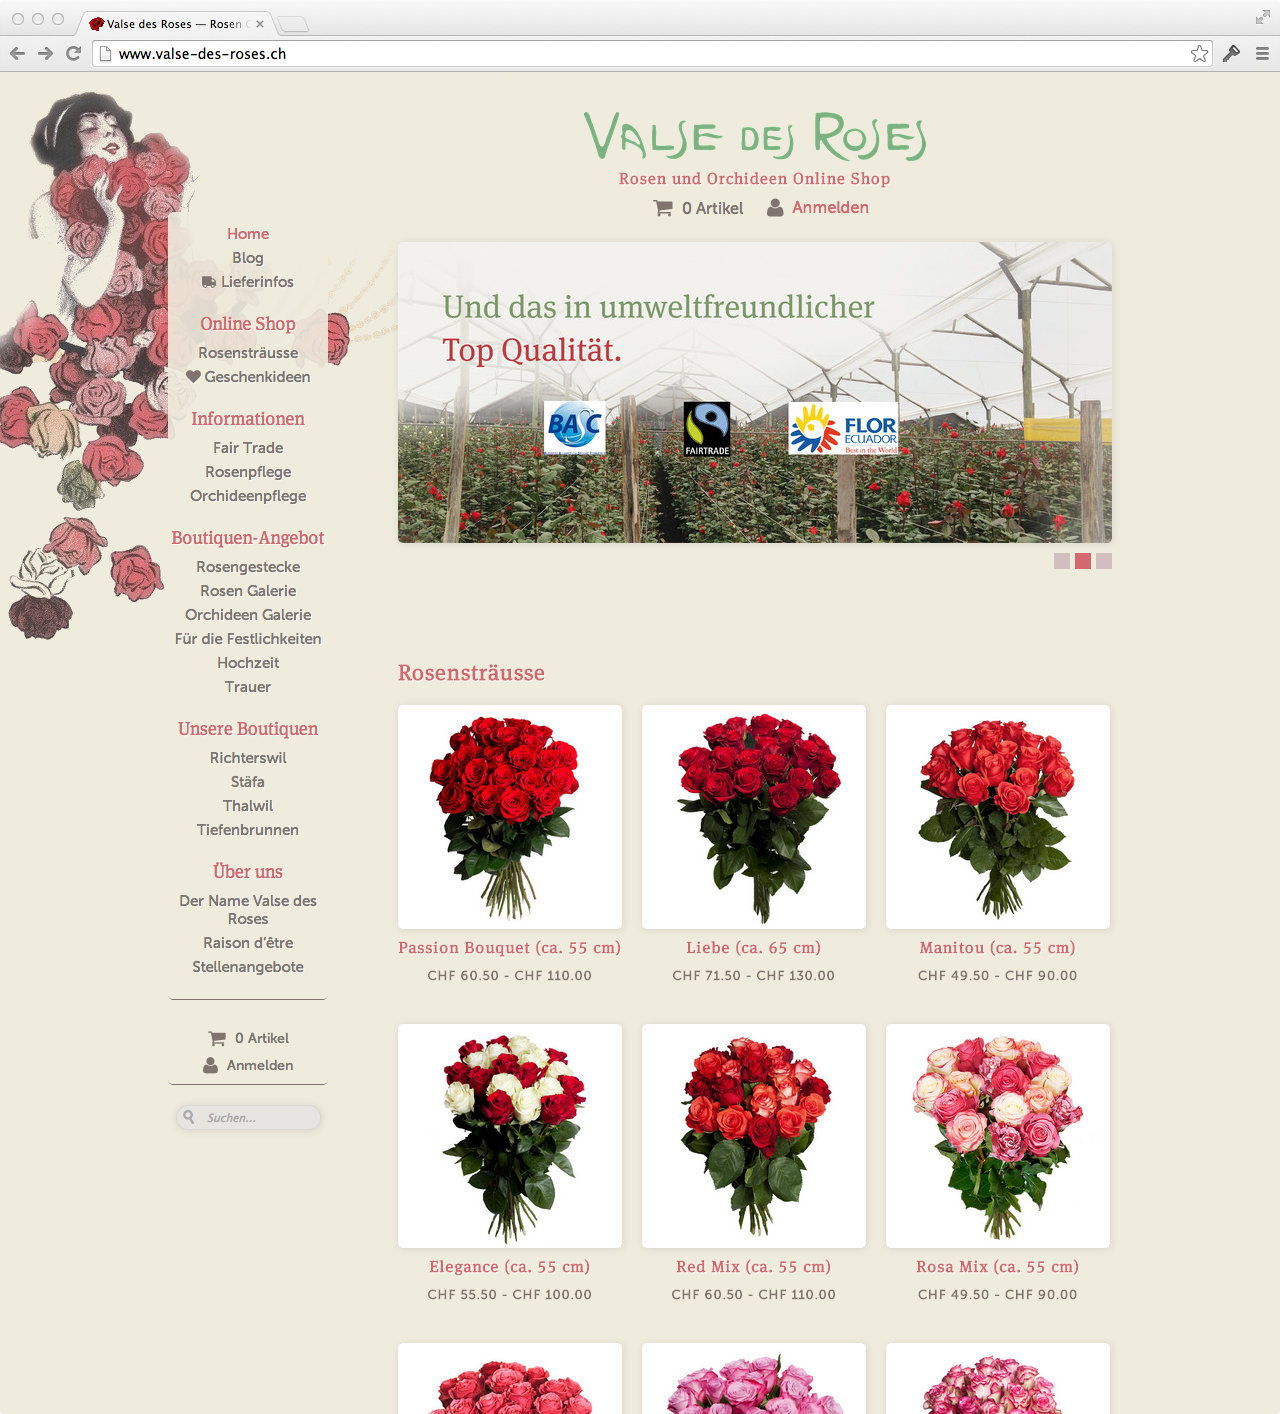 Valse des Roses — Rosen
www.valse-des-roses.ch
VALSE DES ROSES
Rosen und Orchideen Online Shop
0 Artikel Anmelden
Home
Blog
Lieferinfos
Online Shop
Rosensträusse
Geschenkideen
Informationen
Fair Trade
Rosenpflege
Orchideenpflege
Boutiquen-Angebot
Rosengestecke
Rosen Galerie
Orchideen Galerie
Für die Festlichkeiten
Hochzeit
Trauer
Unsere Boutiquen
Richterswil
Stäfa
Thalwil
Tiefenbrunnen
Über uns
Der Name Valse des
Roses
Raison d'être
Stellenangebote
0 Artikel
Anmelden
Suchen...
Und das in umweltfreundlicher
Top Qualität.
BASC
FAIRTRADE
FLOR
ECUADOR
Best in the World
Rosensträusse
Passion Bouquet (ca. 55 cm)
CHF 60.50 - CHF 110.00
Liebe (ca. 65 cm)
CHF 71.50 - CHF 130.00
Manitou (ca. 55 cm)
CHF 49.50 - CHF 90.00
Elegance (ca. 55 cm)
CHF 55.50 - CHF 100.00
Red Mix (ca. 55 cm)
CHF 60.50 - CHF 110.00
Rosa Mix (ca. 55 cm)
CHF 49.50 - CHF 90.00